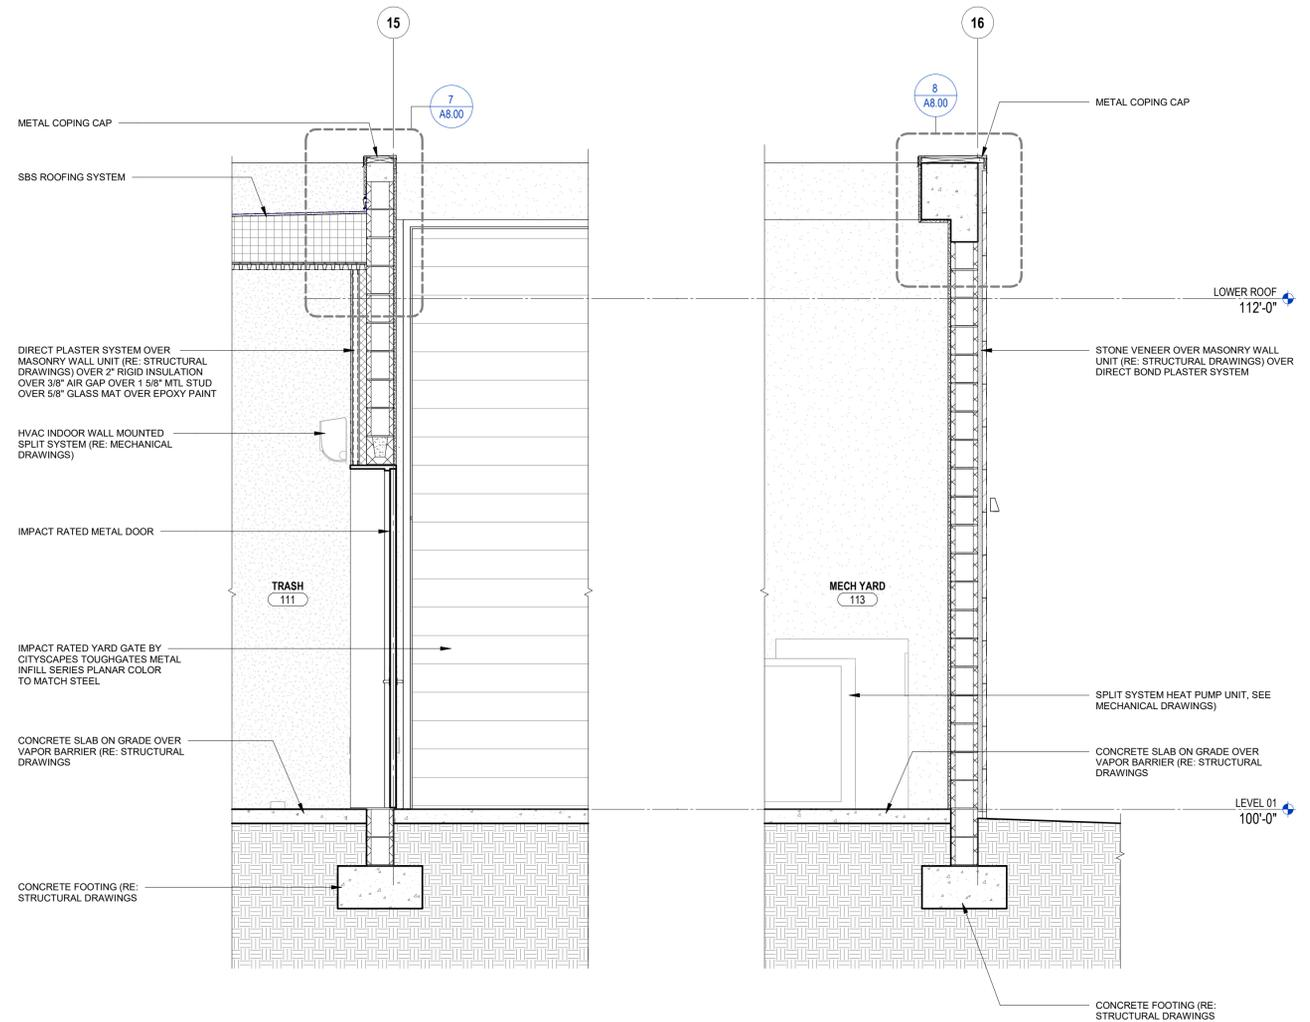 15
16
7
A8.00
8
A8.00
METAL COPING CAP
METAL COPING CAP
SBS ROOFING SYSTEM
LOWER ROOF
112'-0"
DIRECT PLASTER SYSTEM OVER
MASONRY WALL UNIT (RE: STRUCTURAL
DRAWINGS) OVER 2" RIGID INSULATION
OVER 3/8" AIR GAP OVER 1 5/8" MTL STUD
OVER 5/8" GLASS MAT OVER EPOXY PAINT
STONE VENEER OVER MASONRY WALL
UNIT (RE: STRUCTURAL DRAWINGS) OVER
DIRECT BOND PLASTER SYSTEM
HVAC INDOOR WALL MOUNTED
SPLIT SYSTEM (RE: MECHANICAL
DRAWINGS)
IMPACT RATED METAL DOOR
TRASH
111
MECH YARD
113
IMPACT RATED YARD GATE BY
CITYSCAPES TOUGHGATES METAL
INFILL SERIES PLANAR COLOR
TO MATCH STEEL
SPLIT SYSTEM HEAT PUMP UNIT, SEE
MECHANICAL DRAWINGS)
CONCRETE SLAB ON GRADE OVER
VAPOR BARRIER (RE: STRUCTURAL
DRAWINGS
CONCRETE SLAB ON GRADE OVER
VAPOR BARRIER (RE: STRUCTURAL
DRAWINGS
LEVEL 01
100'-0"
CONCRETE FOOTING (RE:
STRUCTURAL DRAWINGS
CONCRETE FOOTING (RE:
STRUCTURAL DRAWINGS